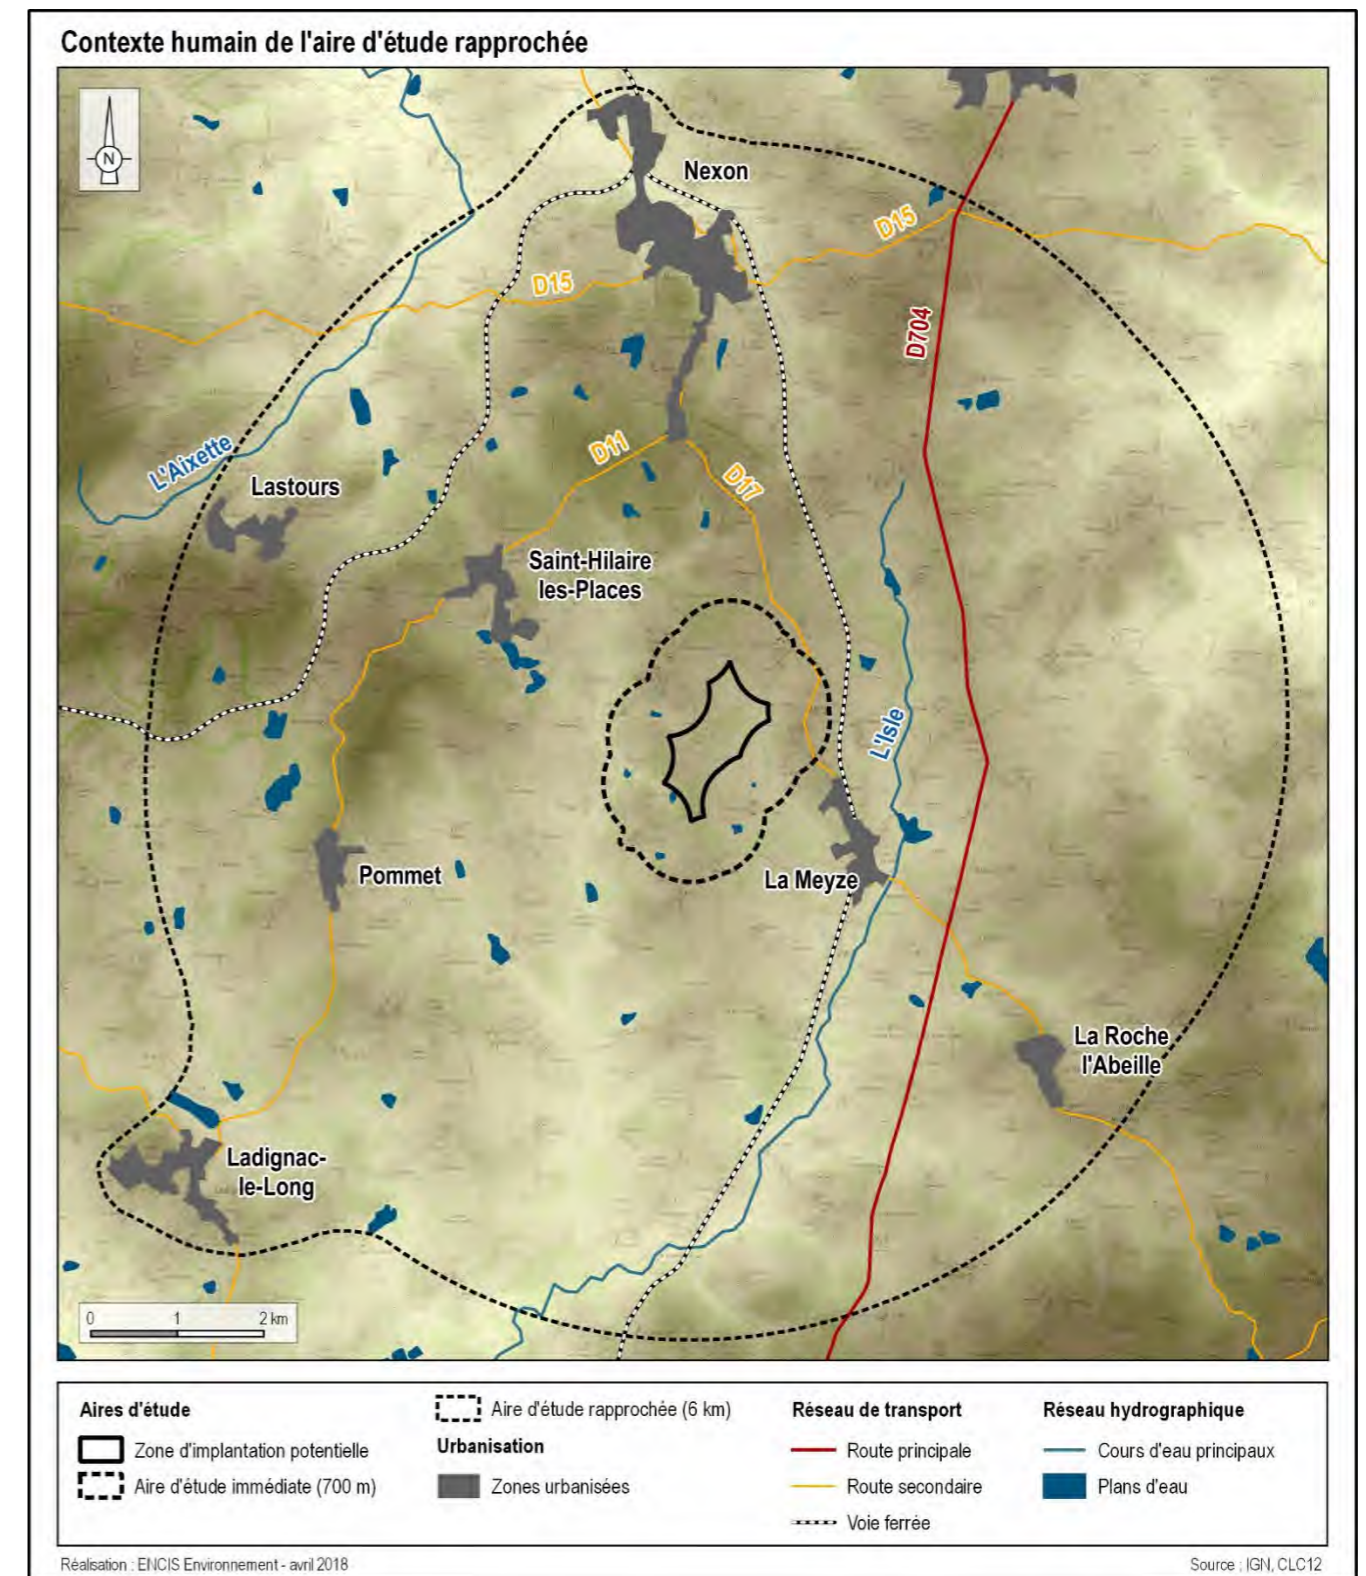 Contexte humain de l'aire d'étude rapprochée
N
Nexon
D15
D15
D704
L'Aixette
Lastours
D11
D17
Saint-Hilaire
les-Places
L'Isle
Pommet
La Meyze
La Roche
l'Abeille
Ladignac-
le-Long
0 1 2 km
Aires d'étude
Zone d'implantation potentielle
Aire d'étude immédiate (700 m)
Aire d'étude rapprochée (6 km)
Urbanisation
Zones urbanisées
Réseau de transport
Route principale
Route secondaire
Voie ferrée
Réseau hydrographique
Cours d'eau principaux
Plans d'eau
Réalisation : ENCIS Environnement - avril 2018
Source : IGN, CLC12